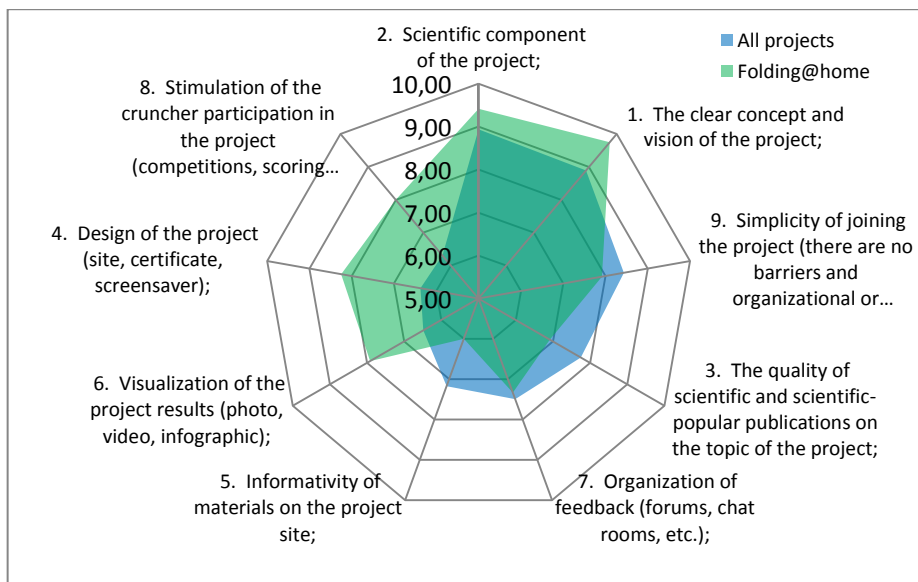 2. Scientific component
of the project;
All projects
Folding@home
10,00
9,00
8,00
7,00
6,00
5,00
1. The clear concept and
vision of the project;
9. Simplicity of joining
the project (there are no
barriers and
organizational or…
3. The quality of
scientific and scientific-
popular publications on
the topic of the project;
7. Organization of
feedback (forums, chat
rooms, etc.);
5. Informativity of
materials on the project
site;
6. Visualization of the
project results (photo,
video, infographic);
4. Design of the project
(site, certificate,
screensaver);
8. Stimulation of the
cruncher participation in
the project
(competitions, scoring…